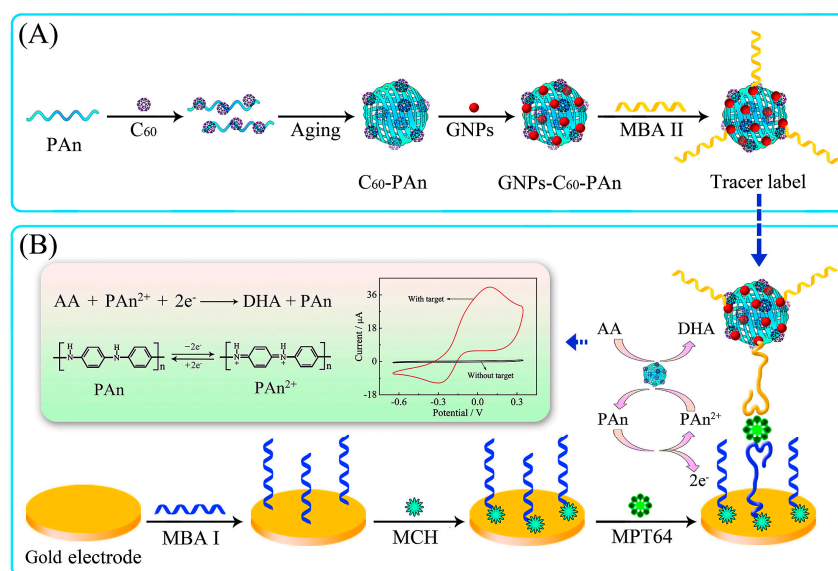 (A)
PAn
C₆₀
Aging
C₆₀-PAn
GNPs
GNPs-C₆₀-PAn
MBA II
Tracer label
(B)
AA + PAn²⁺ + 2e⁻ → DHA + PAn
H
N
H
N
n
−2e⁻
+2e⁻
H
N
+
H
N
+
n
PAn
PAn²⁺
36
18
0
-18
Current / μA
With target
Without target
-0.6
-0.3
0.0
0.3
Potential / V
AA
DHA
PAn
PAn²⁺
2e⁻
Gold electrode
MBA I
MCH
MPT64